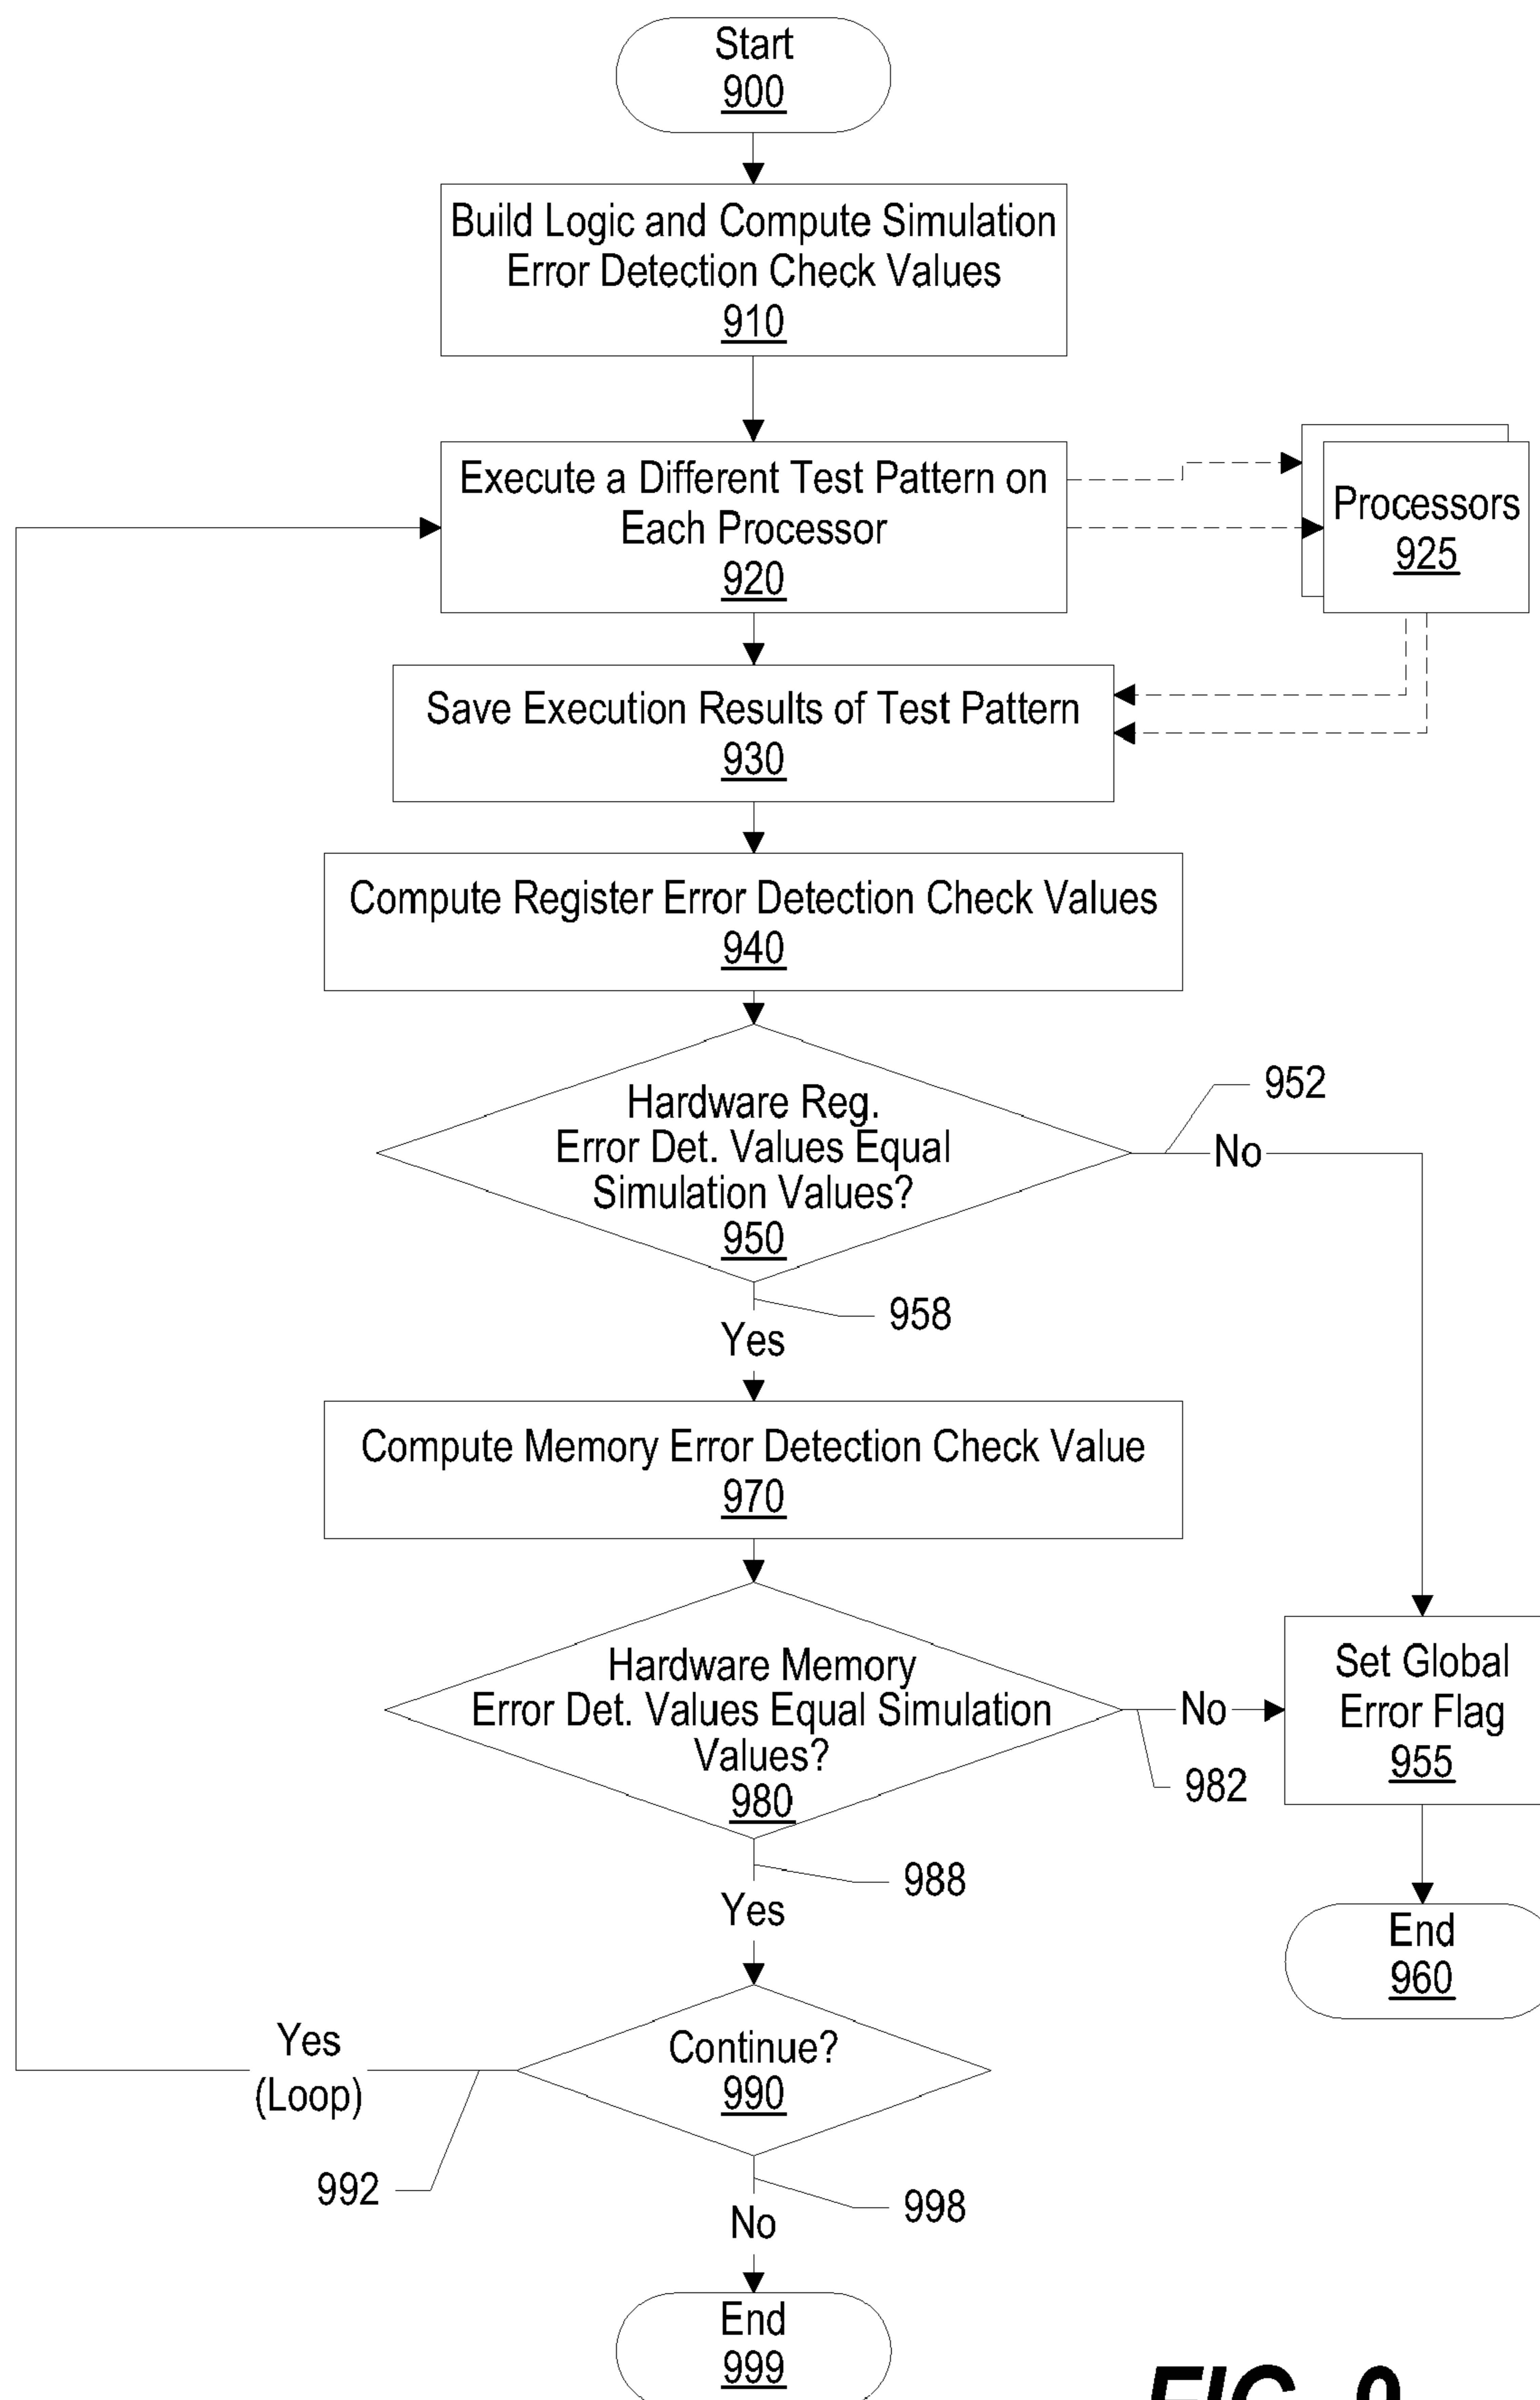 Start
900
Build Logic and Compute Simulation
Error Detection Check Values
910
Execute a Different Test Pattern on
Each Processor
920
Processors
925
Save Execution Results of Test Pattern
930
Compute Register Error Detection Check Values
940
Hardware Reg.
Error Det. Values Equal
Simulation Values?
950
952
No
958
Yes
Compute Memory Error Detection Check Value
970
Hardware Memory
Error Det. Values Equal Simulation
Values?
980
No
982
Set Global
Error Flag
955
988
Yes
End
960
Continue?
990
Yes
(Loop)
992
998
No
End
999
FIG. 9